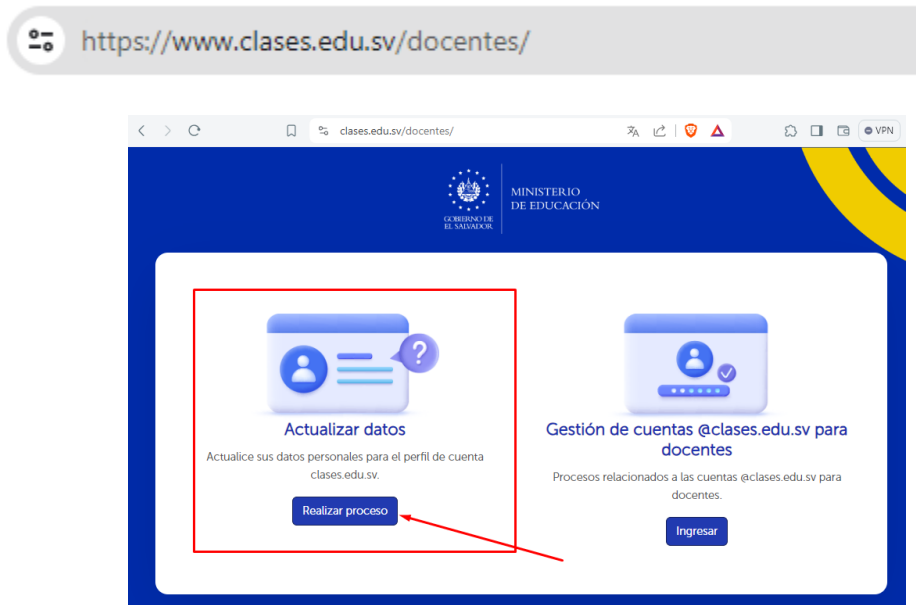 https://www.clases.edu.sv/docentes/
clases.edu.sv/docentes/
VPN
GOBIERNO DE
EL SALVADOR
MINISTERIO
DE EDUCACIÓN
?
Actualizar datos
Actualice sus datos personales para el perfil de cuenta
clases.edu.sv.
Realizar proceso
Gestión de cuentas @clases.edu.sv para
docentes
Procesos relacionados a las cuentas @clases.edu.sv para
docentes.
Ingresar